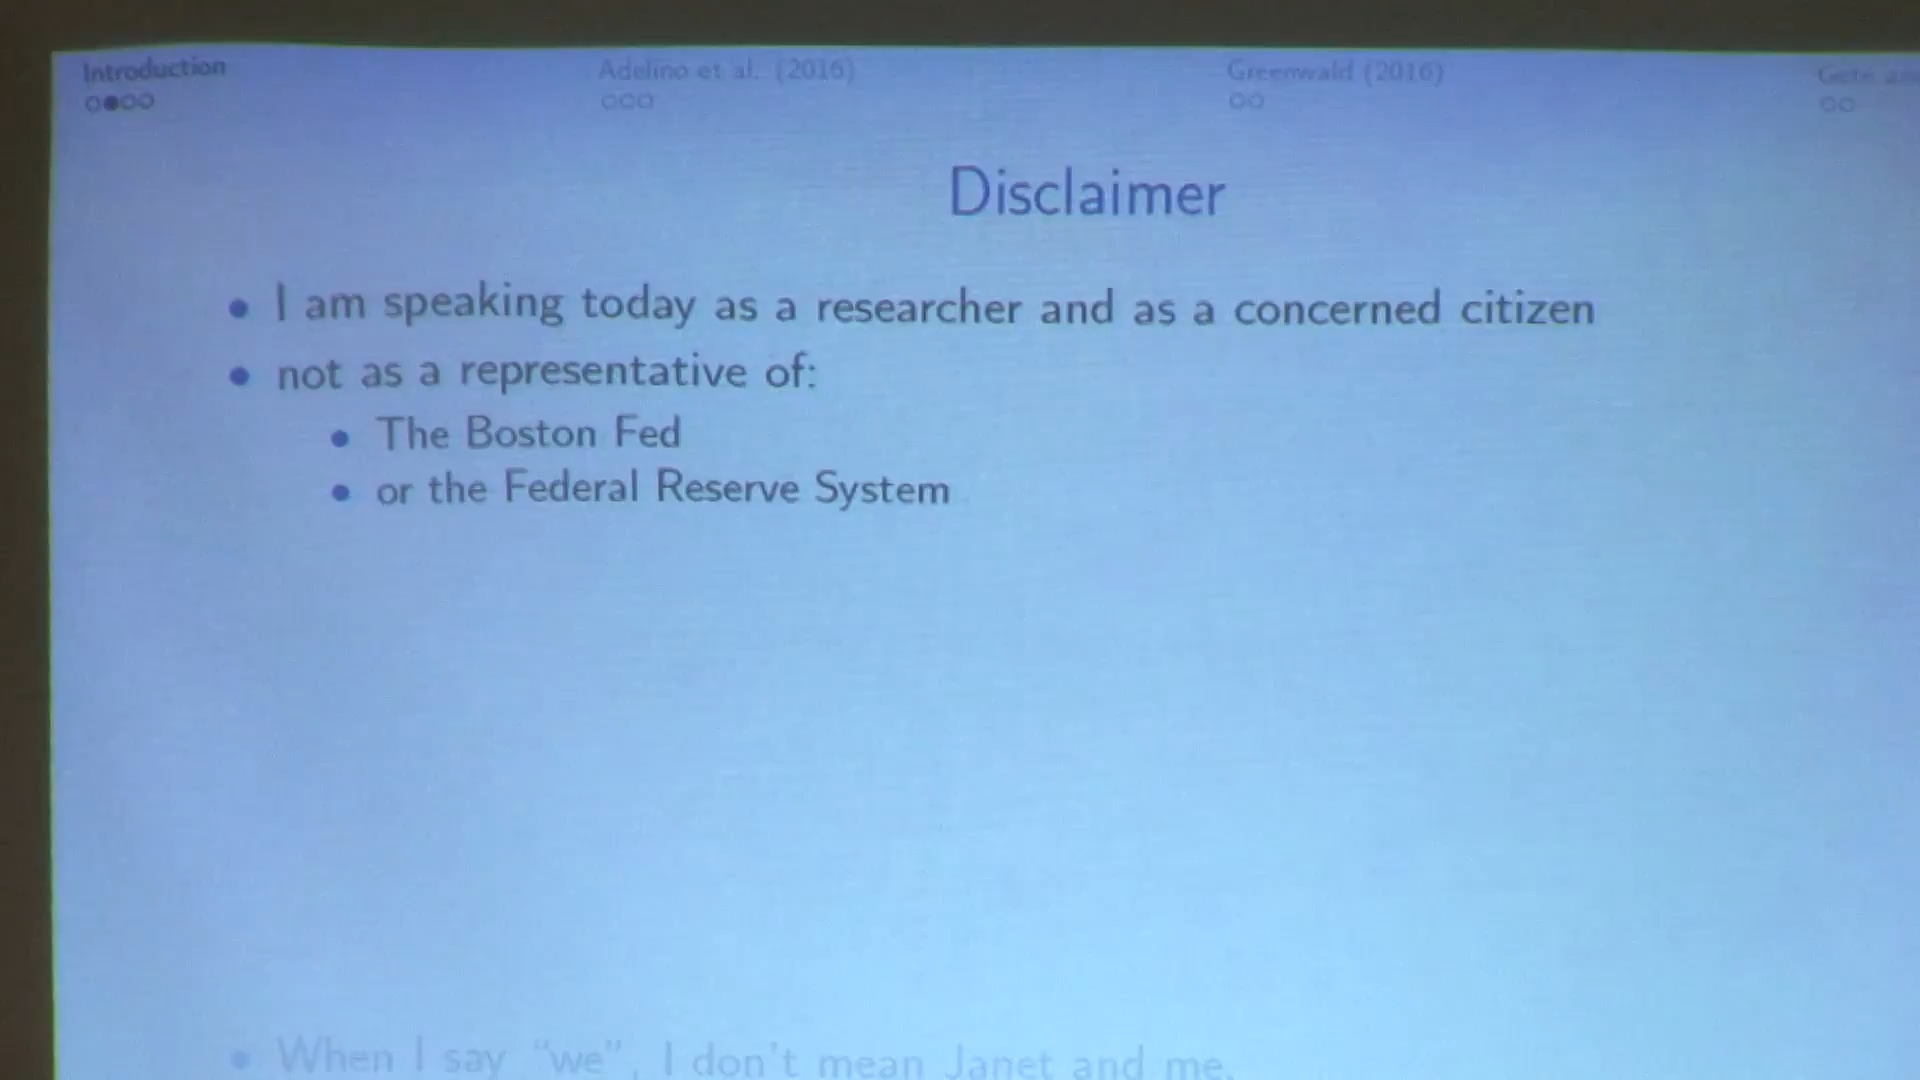 Introduction
Adelino et al. (2016)
Greenwald (2016)
Disclaimer
I am speaking today as a researcher and as a concerned citizen
not as a representative of:
The Boston Fed
or the Federal Reserve System
When I say "we", I don't mean Janet and me.